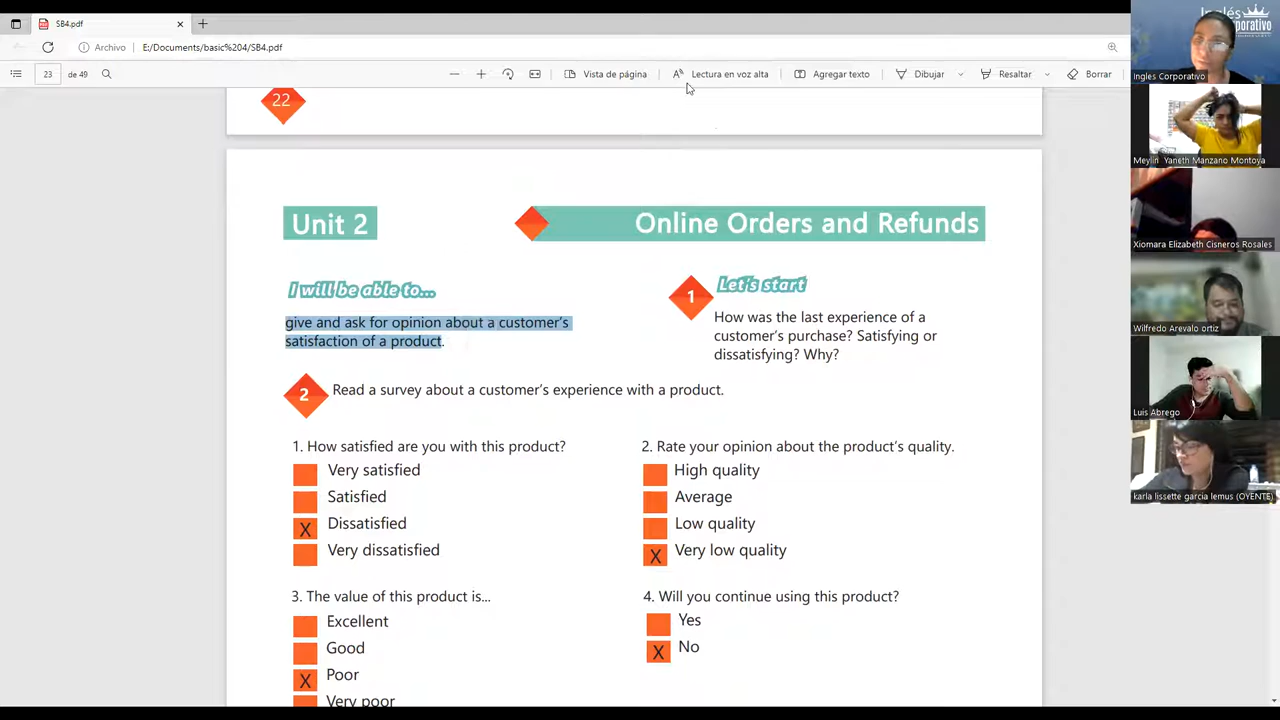 SB4.pdf
Archivo
E:/Documents/basic%204/SB4.pdf
23
de 49
Vista de página
Lectura en voz alta
Agregar texto
Dibujar
Resaltar
Borrar
22
Unit 2
Online Orders and Refunds
I will be able to...
give and ask for opinion about a customer's
satisfaction of a product.
1
Let's start
How was the last experience of a
customer's purchase? Satisfying or
dissatisfying? Why?
2
Read a survey about a customer's experience with a product.
1. How satisfied are you with this product?
Very satisfied
Satisfied
X
Dissatisfied
Very dissatisfied
2. Rate your opinion about the product's quality.
High quality
Average
Low quality
X
Very low quality
3. The value of this product is...
Excellent
Good
X
Poor
Very poor
4. Will you continue using this product?
Yes
X
No
Inglés
Ingles Corporativo
Meylin Yaneth Manzano Montoya
Xiomara Elizabeth Cisneros Rosales
Wilfredo Arevalo ortiz
Luis Abrego
karla lissette garcia lemus (OYENTE)